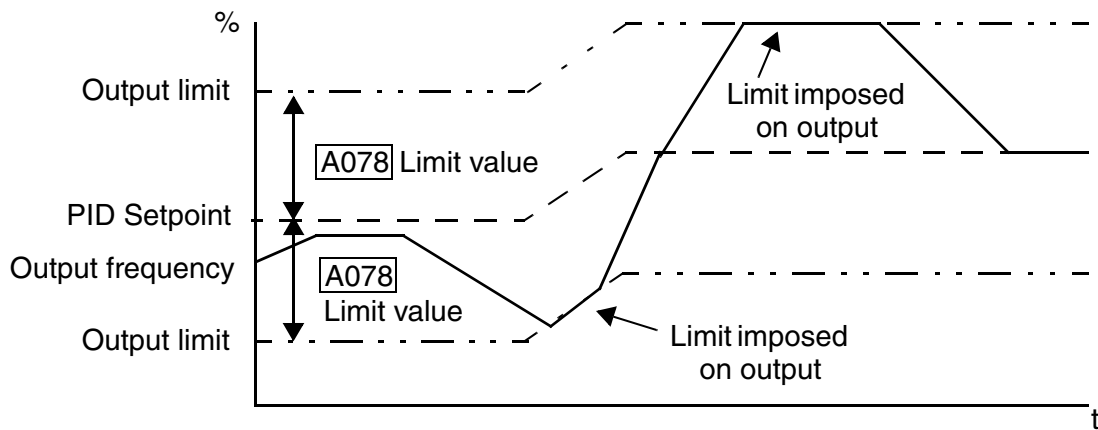 %
Output limit
Limit imposed
on output
A078 Limit value
PID Setpoint
Output frequency
A078
Limit value
Output limit
Limit imposed
on output
t